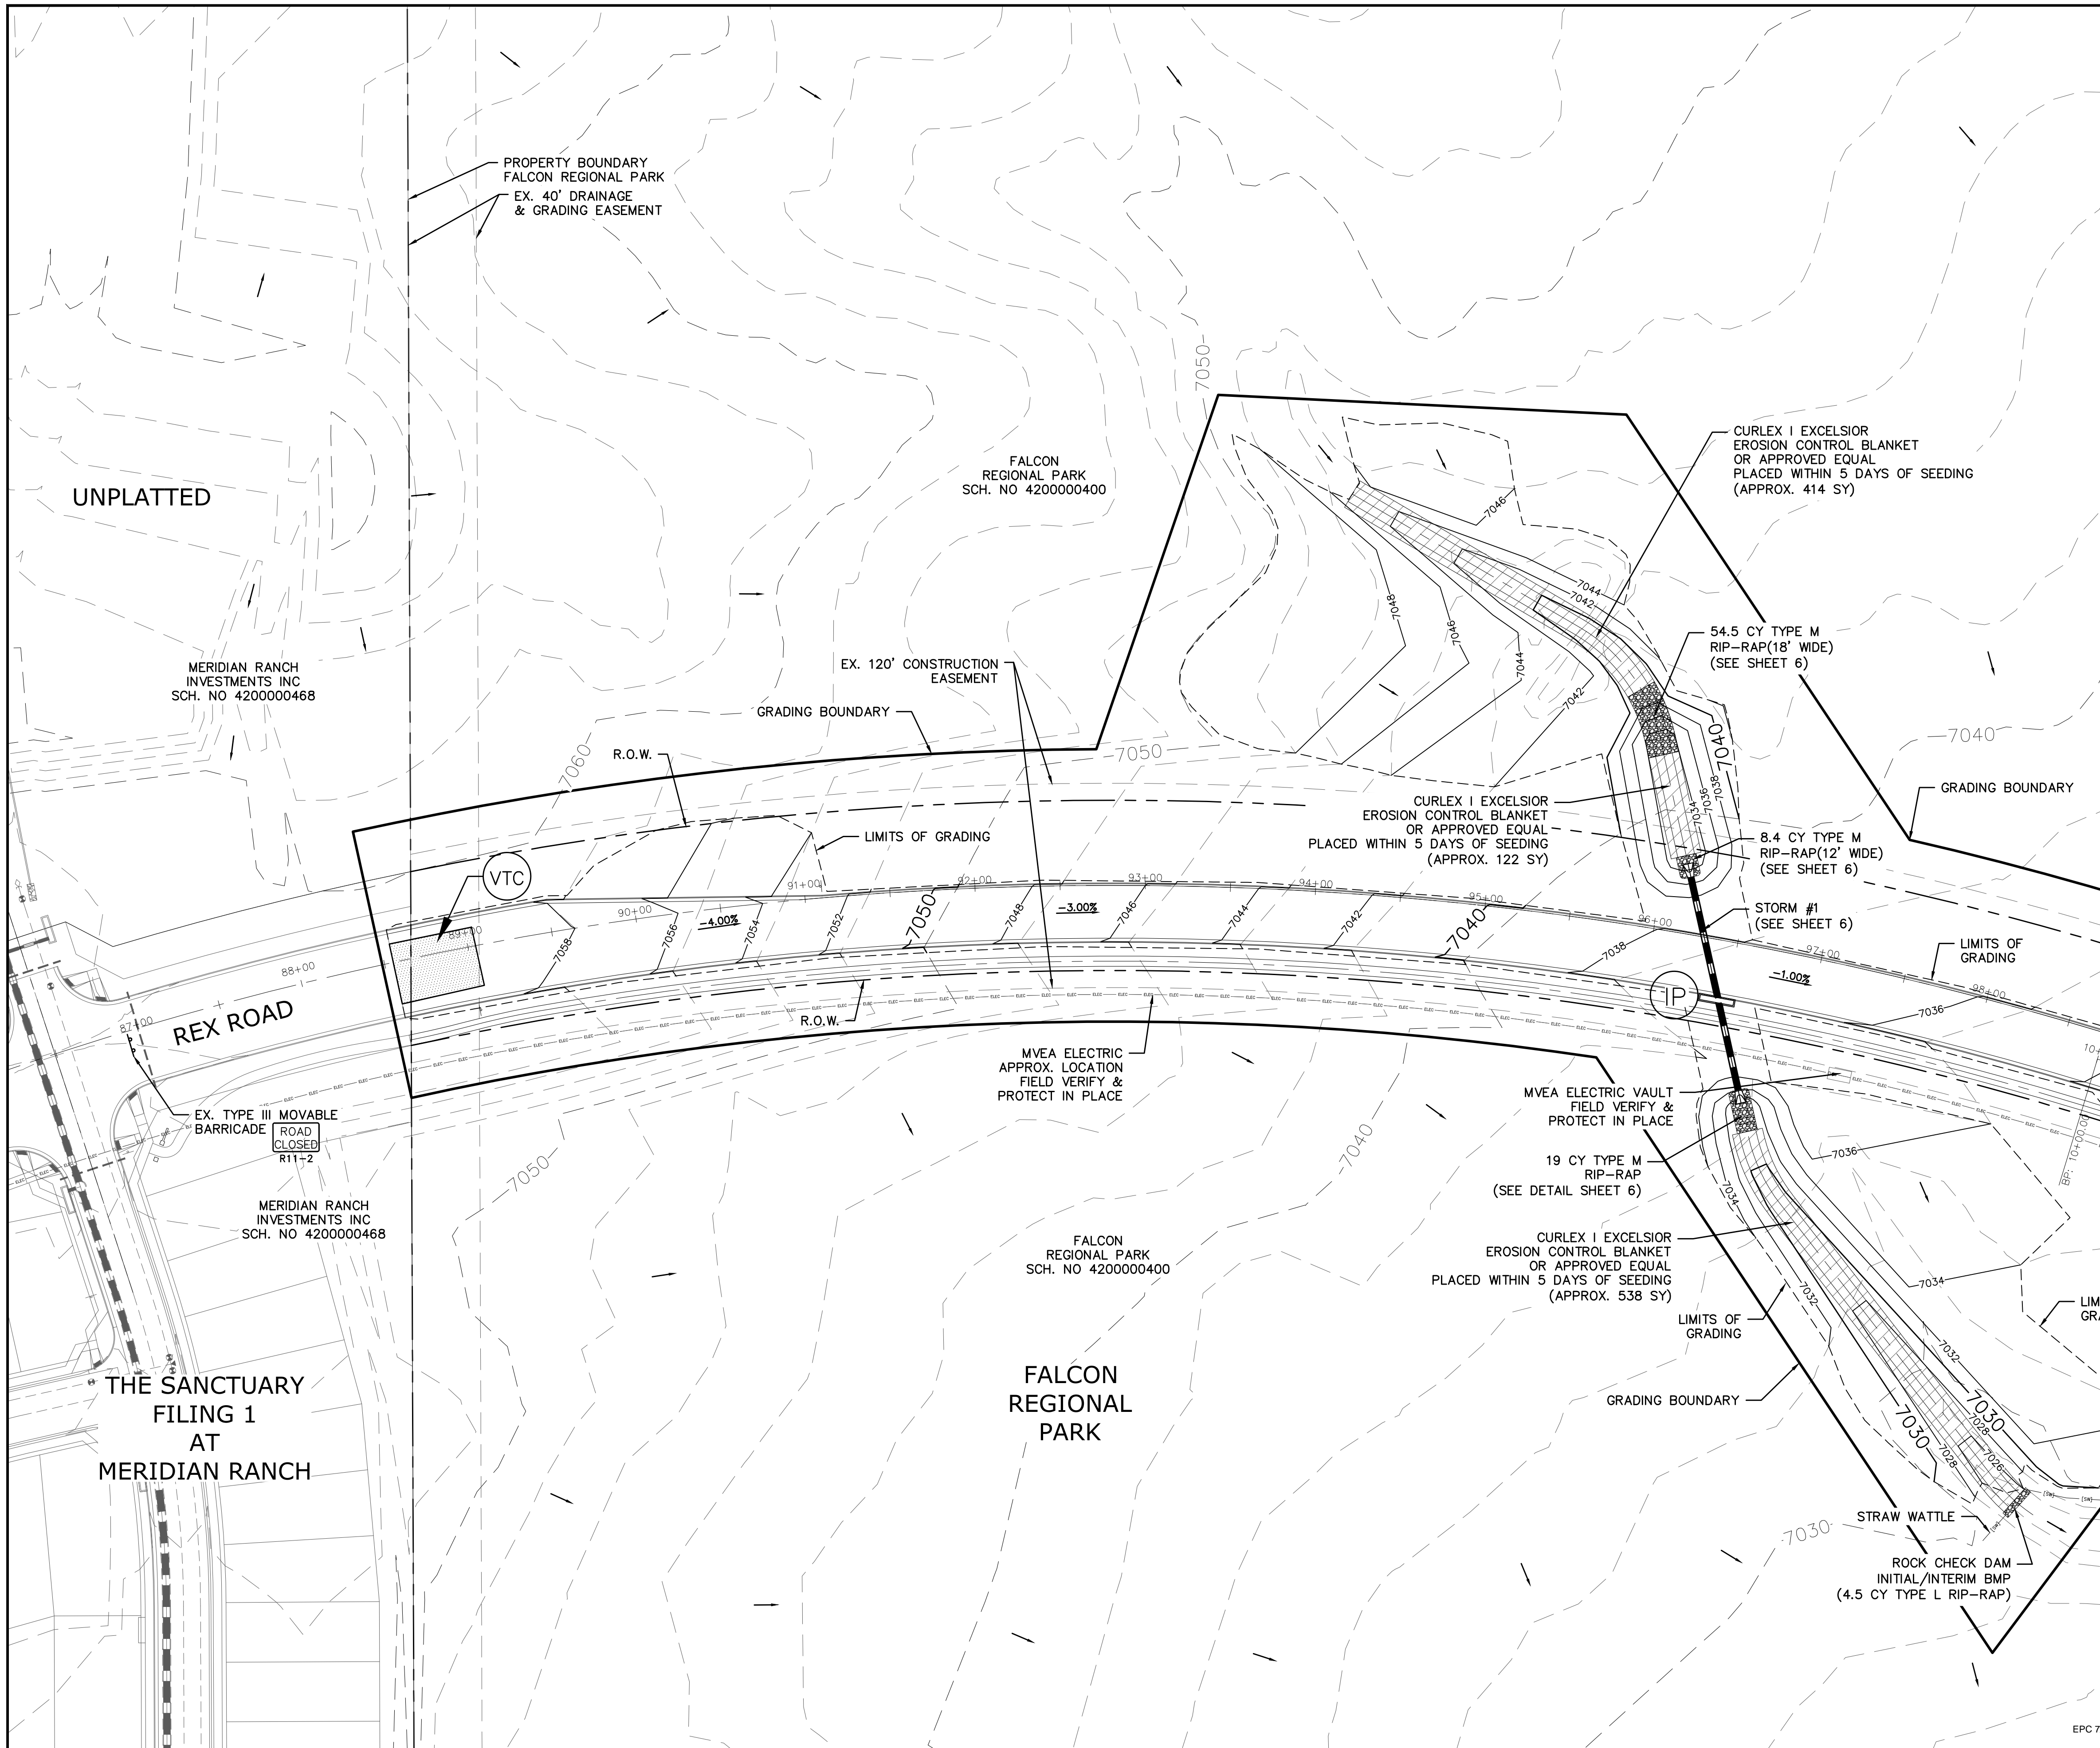 PROPERTY BOUNDARY
FALCON REGIONAL PARK
EX. 40' DRAINAGE
& GRADING EASEMENT
7050
UNPLATTED
FALCON
REGIONAL PARK
SCH. NO 4200000400
CURLEX I EXCELSIOR
EROSION CONTROL BLANKET
OR APPROVED EQUAL
PLACED WITHIN 5 DAYS OF SEEDING
(APPROX. 414 SY)
7046
7048
7046
7044
7042
7044
7042
54.5 CY TYPE M
RIP-RAP(18' WIDE)
(SEE SHEET 6)
MERIDIAN RANCH
INVESTMENTS INC
SCH. NO 4200000468
EX. 120' CONSTRUCTION
EASEMENT
GRADING BOUNDARY
R.O.W.
7060
7050
7040
7038
7036
7034
7040
GRADING BOUNDARY
CURLEX I EXCELSIOR
EROSION CONTROL BLANKET
OR APPROVED EQUAL
PLACED WITHIN 5 DAYS OF SEEDING
(APPROX. 122 SY)
8.4 CY TYPE M
RIP-RAP(12' WIDE)
(SEE SHEET 6)
LIMITS OF GRADING
VTC
STORM #1
(SEE SHEET 6)
LIMITS OF
GRADING
87+00
88+00
89+00
90+00
91+00
92+00
93+00
94+00
95+00
96+00
97+00
98+00
-4.00%
-3.00%
-1.00%
7058
7056
7054
7052
7050
7048
7046
7044
7042
7040
7038
7036
REX ROAD
IP
R.O.W.
ELEC
MVEA ELECTRIC
APPROX. LOCATION
FIELD VERIFY &
PROTECT IN PLACE
MVEA ELECTRIC VAULT
FIELD VERIFY &
PROTECT IN PLACE
EX. TYPE III MOVABLE
BARRICADE
ROAD
CLOSED
R11-2
BP: 10+00.0
19 CY TYPE M
RIP-RAP
(SEE DETAIL SHEET 6)
7050
7040
7036
7034
MERIDIAN RANCH
INVESTMENTS INC
SCH. NO 4200000468
FALCON
REGIONAL PARK
SCH. NO 4200000400
CURLEX I EXCELSIOR
EROSION CONTROL BLANKET
OR APPROVED EQUAL
PLACED WITHIN 5 DAYS OF SEEDING
(APPROX. 538 SY)
7034
7032
LIMITS OF
GRADING
7032
THE SANCTUARY
FILING 1
AT
MERIDIAN RANCH
FALCON
REGIONAL
PARK
GRADING BOUNDARY
7030
7030
7028
7028
7026
[SW]
STRAW WATTLE
7030
ROCK CHECK DAM
INITIAL/INTERIM BMP
(4.5 CY TYPE L RIP-RAP)
EPC 7